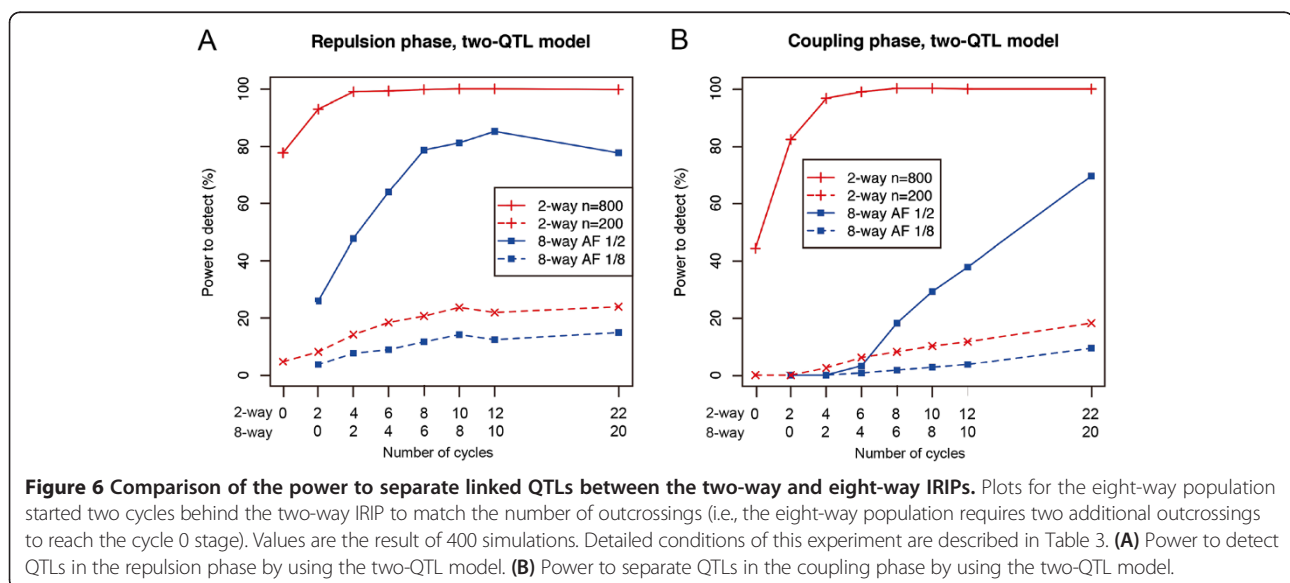 A
Repulsion phase, two-QTL model
Power to detect (%)
100
80
60
40
20
0
2-way n=800
2-way n=200
8-way AF 1/2
8-way AF 1/8
2-way 0 2 4 6 6 10 12 22
8-way 0 2 4 6 8 10 20
Number of cycles
B
Coupling phase, two-QTL model
Power to detect (%)
100
80
60
40
20
0
2-way n=800
2-way n=200
8-way AF 1/2
8-way AF 1/8
2-way 0 2 4 6 8 10 12 22
8-way 0 2 4 6 8 10 20
Number of cycles
Figure 6 Comparison of the power to separate linked QTLs between the two-way and eight-way IRIPs. Plots for the eight-way population
started two cycles behind the two-way IRIP to match the number of outcrossings (i.e., the eight-way population requires two additional outcrossings
to reach the cycle 0 stage). Values are the result of 400 simulations. Detailed conditions of this experiment are described in Table 3. (A) Power to detect
QTLs in the repulsion phase by using the two-QTL model. (B) Power to separate QTLs in the coupling phase by using the two-QTL model.